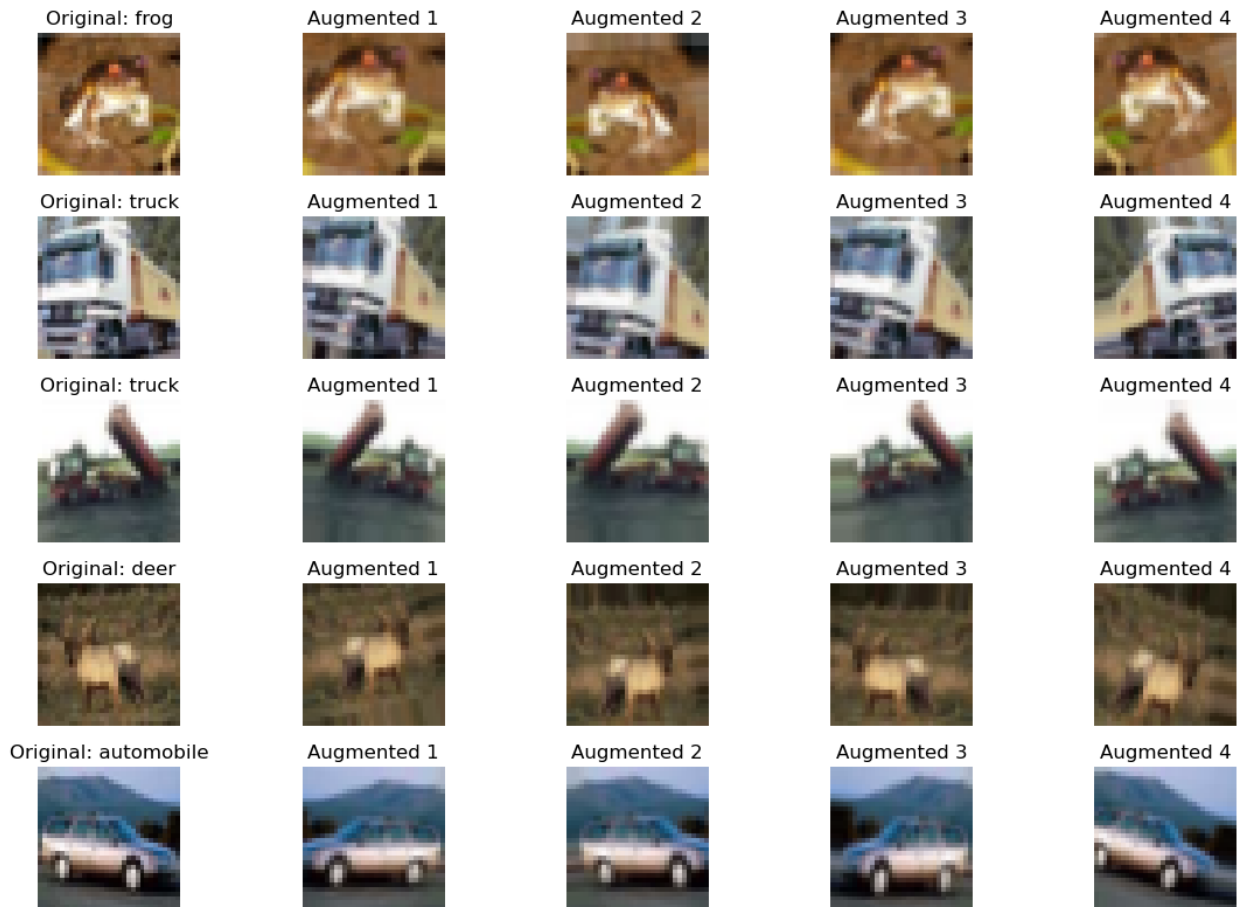 Original: frog Augmented 1 Augmented 2 Augmented 3 Augmented 4
Original: truck Augmented 1 Augmented 2 Augmented 3 Augmented 4
Original: truck Augmented 1 Augmented 2 Augmented 3 Augmented 4
Original: deer Augmented 1 Augmented 2 Augmented 3 Augmented 4
Original: automobile Augmented 1 Augmented 2 Augmented 3 Augmented 4